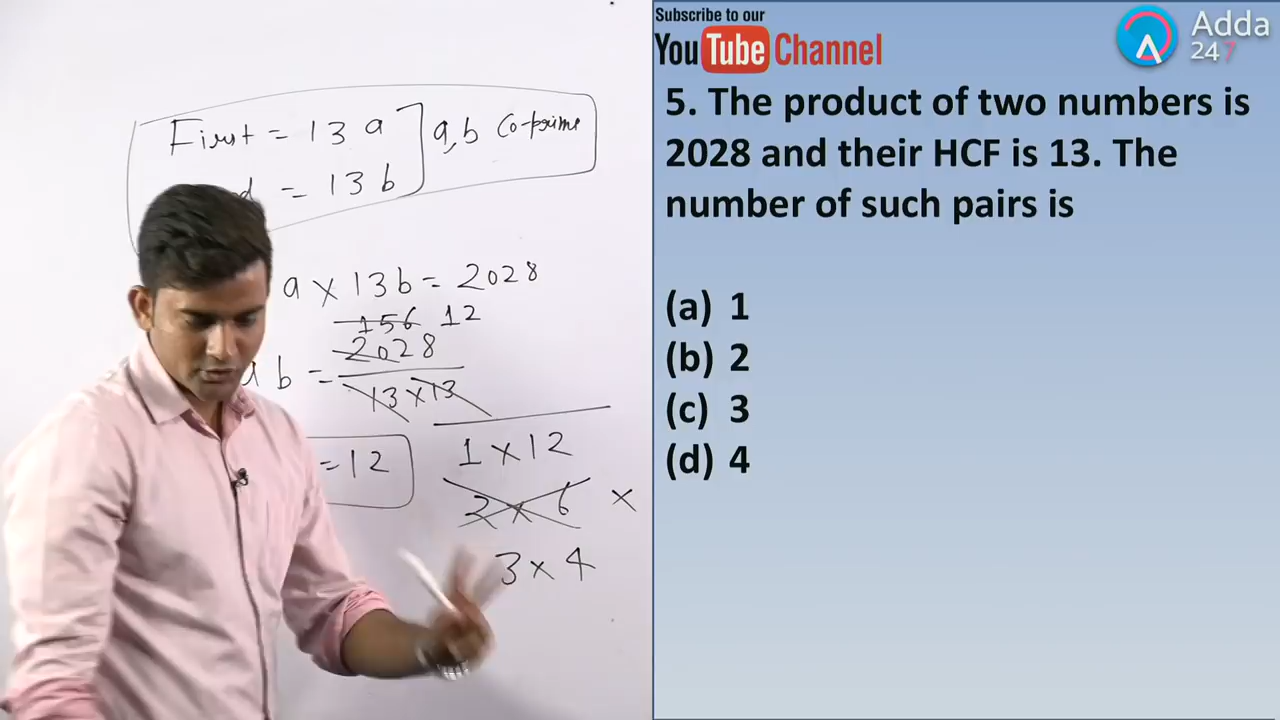 First = 13 a
a, b Co-prime
= 13 b
a × 13 b = 2028
156 12
2028
a b =
13 × 13
= 12
1 × 12
2 × 6 ×
3 × 4
Subscribe to our
YouTube Channel
Adda
247
5. The product of two numbers is
2028 and their HCF is 13. The
number of such pairs is
(a) 1
(b) 2
(c) 3
(d) 4